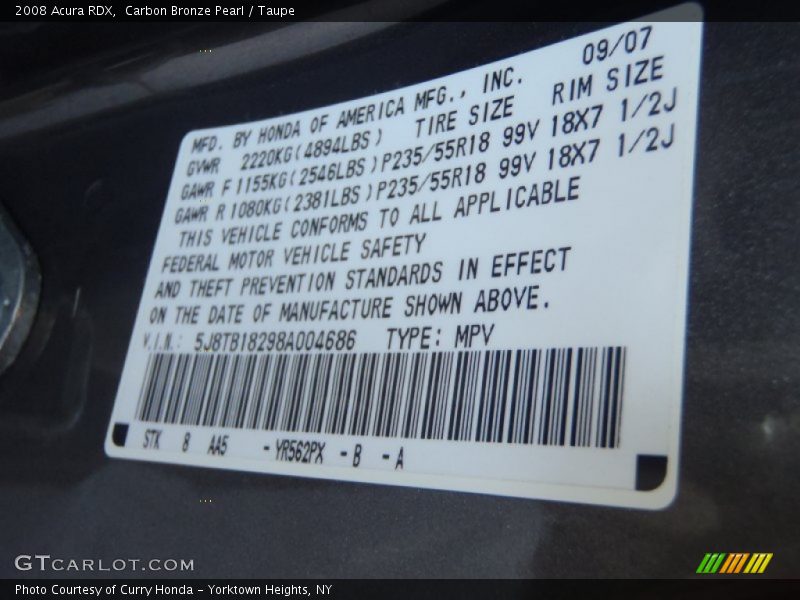 2008 Acura RDX,  Carbon Bronze Pearl / Taupe
09/07
MFD. BY HONDA OF AMERICA MFG., INC.
GVWR 2220KG(4894LBS) TIRE SIZE RIM SIZE
GAWR F 1155KG(2546LBS)P235/55R18 99V 18X7 1/2J
GAWR R 1080KG(2381LBS)P235/55R18 99V 18X7 1/2J
THIS VEHICLE CONFORMS TO ALL APPLICABLE
FEDERAL MOTOR VEHICLE SAFETY
AND THEFT PREVENTION STANDARDS IN EFFECT
ON THE DATE OF MANUFACTURE SHOWN ABOVE.
V.I.N.: 5J8TB18298A004686 TYPE: MPV
STK 8 AA5 -YR562PX -B -A
GTCARLOT.COM
Photo Courtesy of Curry Honda - Yorktown Heights, NY